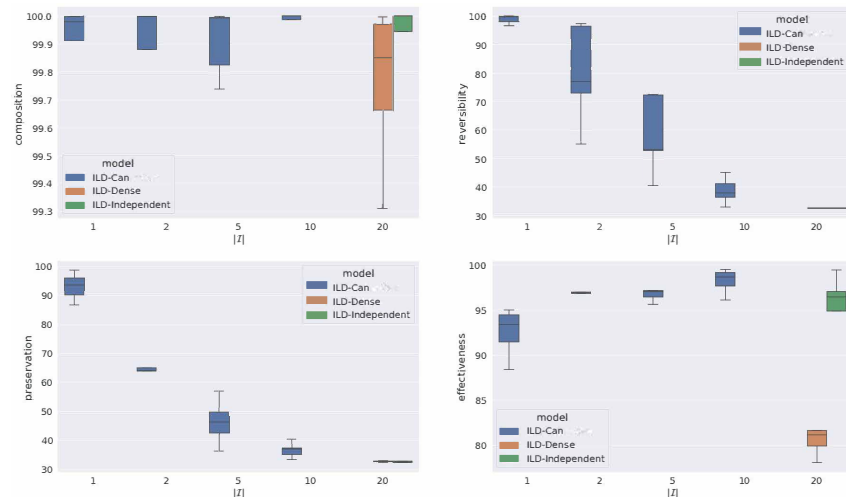 composition
100.0
99.9
99.8
99.7
99.6
99.5
99.4
99.3
model
ILD-Can
ILD-Dense
ILD-Independent
1 2 5 10 20
|I|
reversibility
100
90
80
70
60
50
40
30
model
ILD-Can
ILD-Dense
ILD-Independent
1 2 5 10 20
|I|
preservation
100
90
80
70
60
50
40
30
model
ILD-Can
ILD-Dense
ILD-Independent
1 2 5 10 20
|I|
effectiveness
100
95
90
85
80
model
ILD-Can
ILD-Dense
ILD-Independent
1 2 5 10 20
|I|